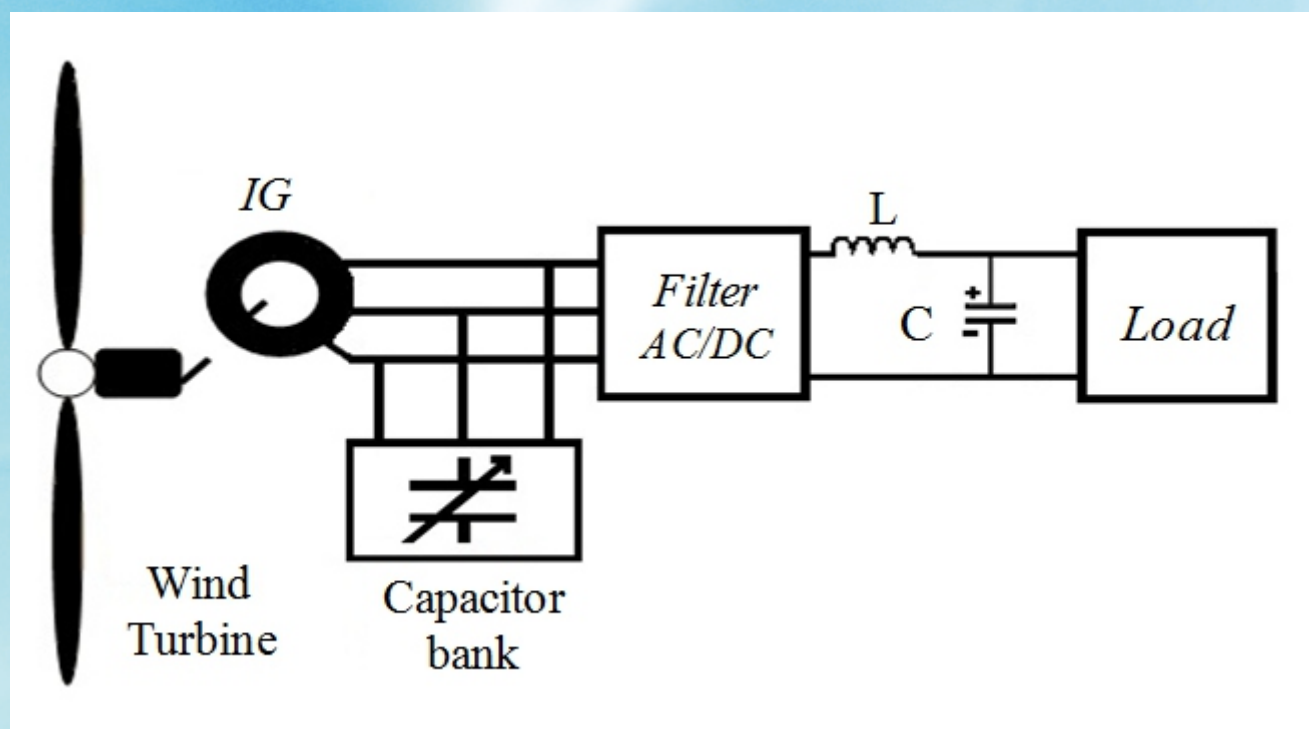 IG
L
Filter
AC/DC
+
C
-
Load
Wind
Turbine
Capacitor
bank